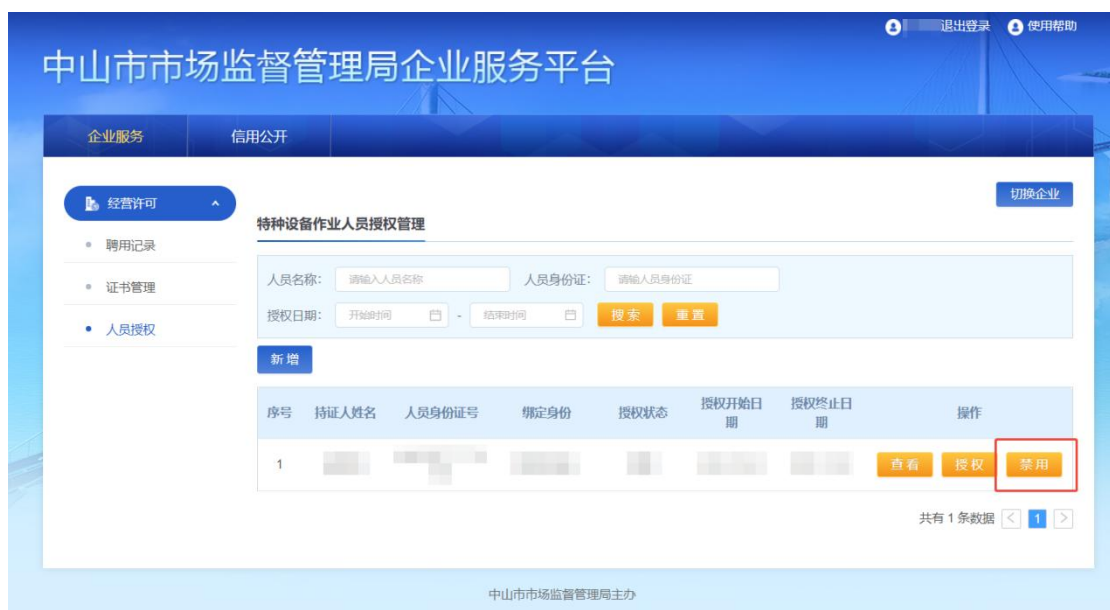 退出登录 使用帮助
中山市市场监督管理局企业服务平台
企业服务 信用公开
切换企业
经营许可
特种设备作业人员授权管理
聘用记录
证书管理
人员授权
人员名称： 请输入人员名称 人员身份证： 请输人员身份证
授权日期： 开始时间 - 结束时间 搜索 重置
新增
序号 持证人姓名 人员身份证号 绑定身份 授权状态 授权开始日期 授权终止日期 操作
1 查看 授权 禁用
共有 1 条数据 < 1 >
中山市市场监督管理局主办